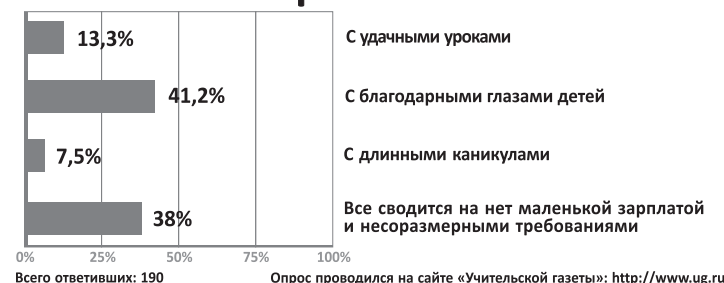 13,3% С удачными уроками
41,2% С благодарными глазами детей
7,5% С длинными каникулами
38% Все сводится на нет маленькой зарплатой
и несоразмерными требованиями
0% 25% 50% 75% 100%
Всего ответивших: 190 Опрос проводился на сайте «Учительской газеты»: http://www.ug.ru